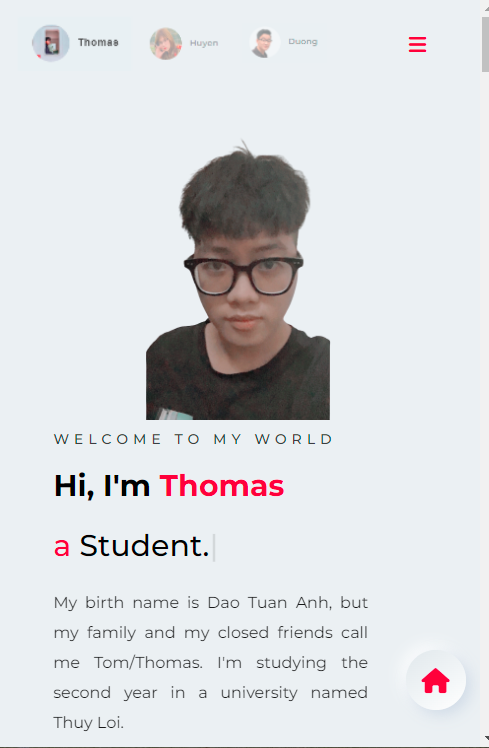 Thomas
Huyen
Duong
WELCOME TO MY WORLD
Hi, I'm Thomas
a Student.
My birth name is Dao Tuan Anh, but
my family and my closed friends call
me Tom/Thomas. I'm studying the
second year in a university named
Thuy Loi.